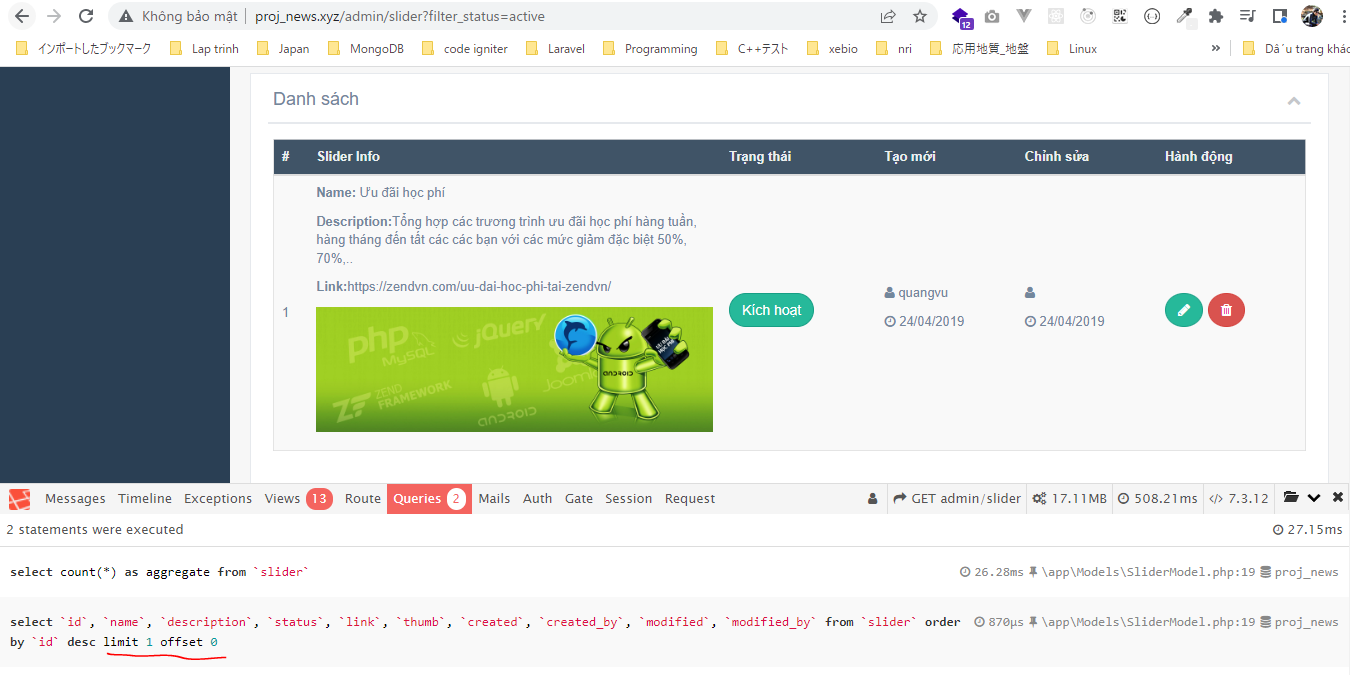 Không bảo mật | proj_news.xyz/admin/slider?filter_status=active
12
インポートしたブックマーク Lap trinh Japan MongoDB code igniter Laravel Programming C++テスト xebio nri 応用地質_地盤 Linux » Dấu trang khác
Danh sách
# Slider Info Trạng thái Tạo mới Chỉnh sửa Hành động
Name: Ưu đãi học phí
Description:Tổng hợp các trương trình ưu đãi học phí hàng tuần,
hàng tháng đến tất các các bạn với các mức giảm đặc biệt 50%,
70%,..
Link:https://zendvn.com/uu-dai-hoc-phi-tai-zendvn/
1
php MySQL jQuery
ZF ZEND FRAMEWORK
ANDROID
Joom
ANDROID
Kích hoạt
quangvu
24/04/2019
24/04/2019
Messages Timeline Exceptions Views 13 Route Queries 2 Mails Auth Gate Session Request GET admin/slider 17.11MB 508.21ms </> 7.3.12
2 statements were executed 27.15ms
select count(*) as aggregate from `slider` 26.28ms \app\Models\SliderModel.php:19 proj_news
select `id`, `name`, `description`, `status`, `link`, `thumb`, `created`, `created_by`, `modified`, `modified_by` from `slider` order 870μs \app\Models\SliderModel.php:19 proj_news
by `id` desc limit 1 offset 0